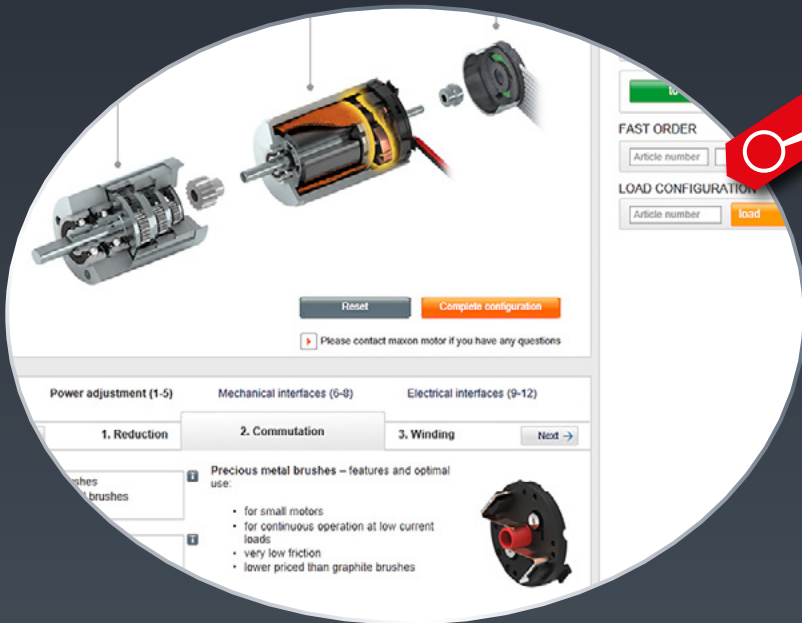 FAST ORDER
Article number
LOAD CONFIGURATION
Article number
load
Reset
Complete configuration
Please contact maxon motor if you have any questions
Power adjustment (1-5)
Mechanical interfaces (6-8)
Electrical interfaces (9-12)
1. Reduction
2. Commutation
3. Winding
Next →
brushes
Precious metal brushes – features and optimal
use:
• for small motors
• for continuous operation at low current
loads
• very low friction
• lower priced than graphite brushes